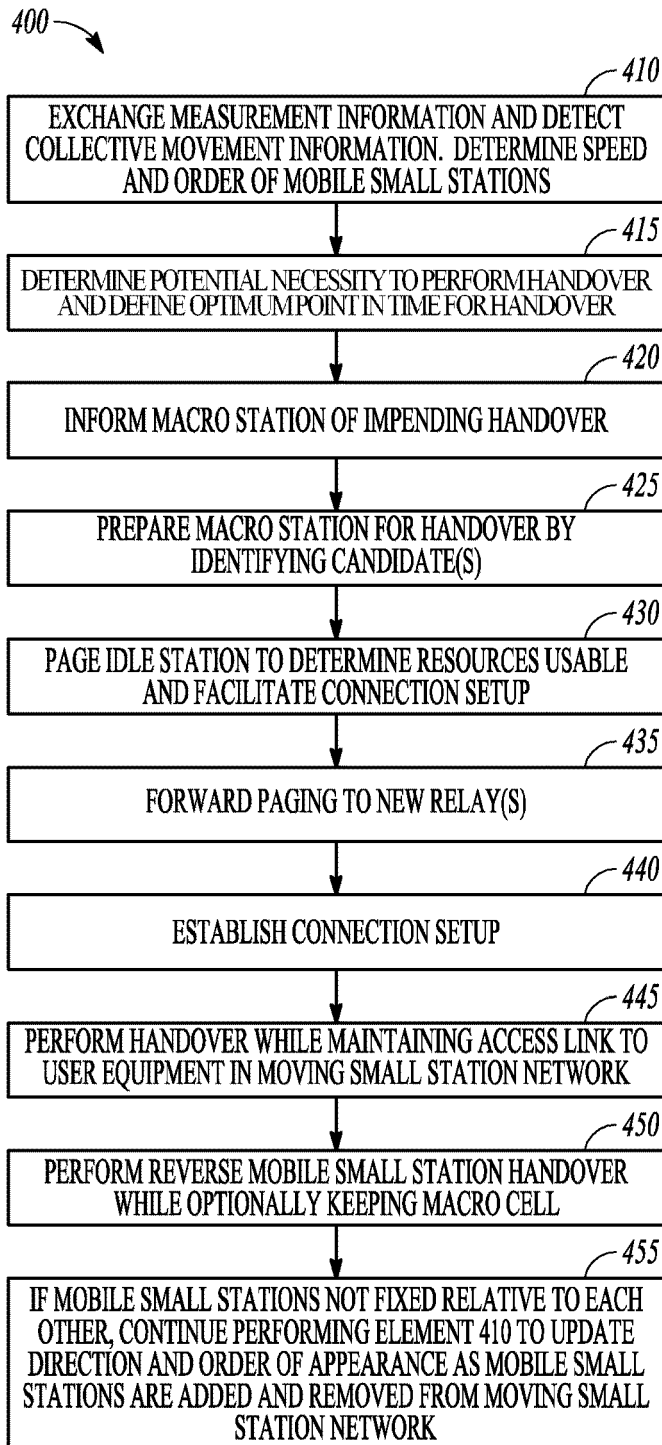 400
410
EXCHANGE MEASUREMENT INFORMATION AND DETECT
COLLECTIVE MOVEMENT INFORMATION. DETERMINE SPEED
AND ORDER OF MOBILE SMALL STATIONS
415
DETERMINE POTENTIAL NECESSITY TO PERFORM HANDOVER
AND DEFINE OPTIMUM POINT IN TIME FOR HANDOVER
420
INFORM MACRO STATION OF IMPENDING HANDOVER
425
PREPARE MACRO STATION FOR HANDOVER BY
IDENTIFYING CANDIDATE(S)
430
PAGE IDLE STATION TO DETERMINE RESOURCES USABLE
AND FACILITATE CONNECTION SETUP
435
FORWARD PAGING TO NEW RELAY(S)
440
ESTABLISH CONNECTION SETUP
445
PERFORM HANDOVER WHILE MAINTAINING ACCESS LINK TO
USER EQUIPMENT IN MOVING SMALL STATION NETWORK
450
PERFORM REVERSE MOBILE SMALL STATION HANDOVER
WHILE OPTIONALLY KEEPING MACRO CELL
455
IF MOBILE SMALL STATIONS NOT FIXED RELATIVE TO EACH
OTHER, CONTINUE PERFORMING ELEMENT 410 TO UPDATE
DIRECTION AND ORDER OF APPEARANCE AS MOBILE SMALL
STATIONS ARE ADDED AND REMOVED FROM MOVING SMALL
STATION NETWORK